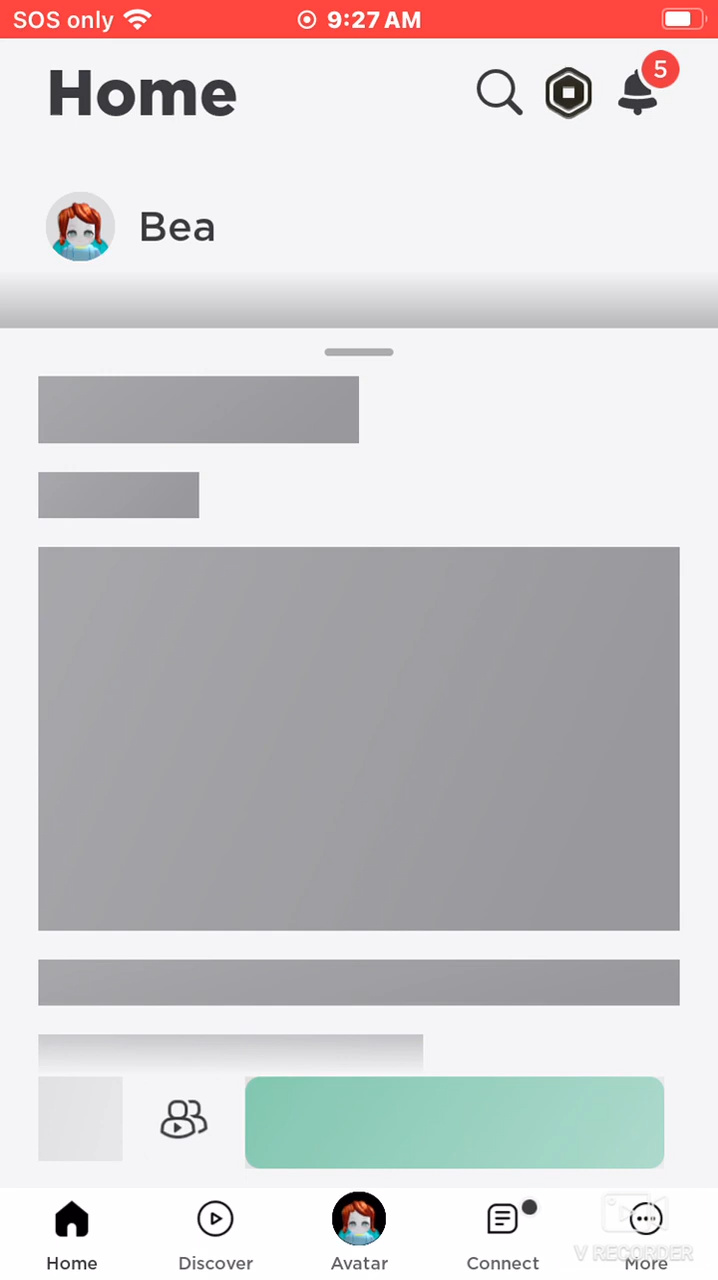 SOS only 9:27 AM
Home
5
Bea
Home Discover Avatar Connect More
V RECORDER